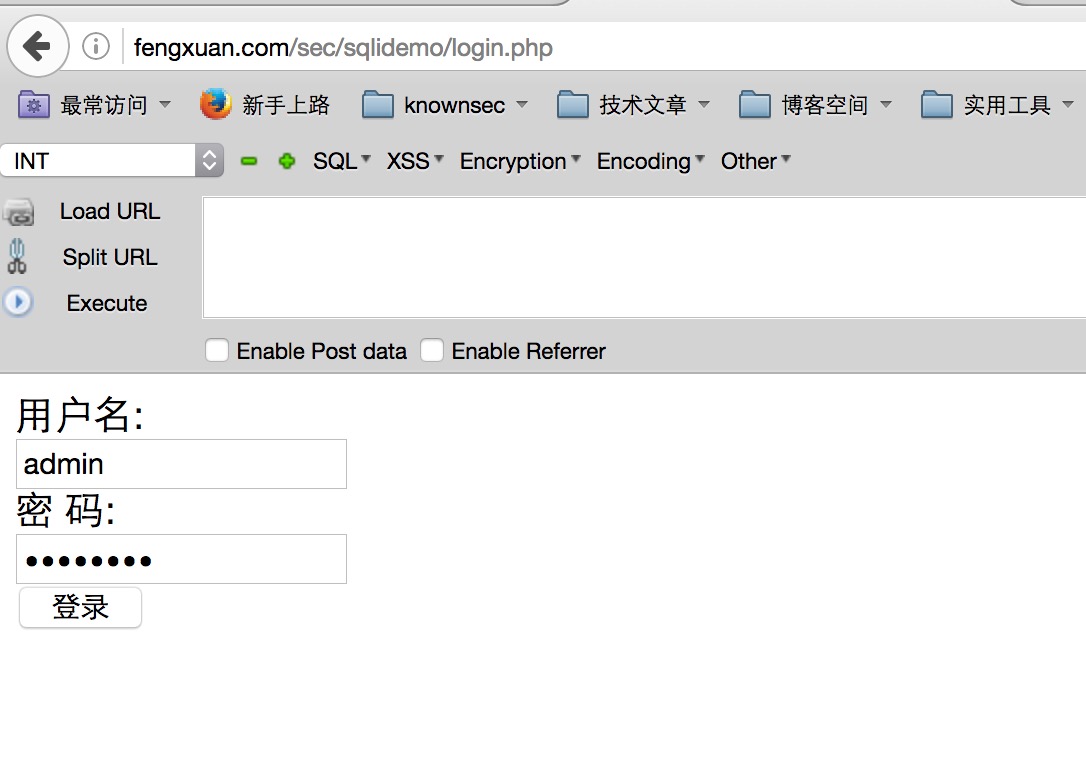 fengxuan.com/sec/sqlidemo/login.php
最常访问 新手上路 knownsec 技术文章 博客空间 实用工具
INT SQL XSS Encryption Encoding Other
Load URL
Split URL
Execute
Enable Post data Enable Referrer
用户名:
admin
密 码:
••••••••
登录